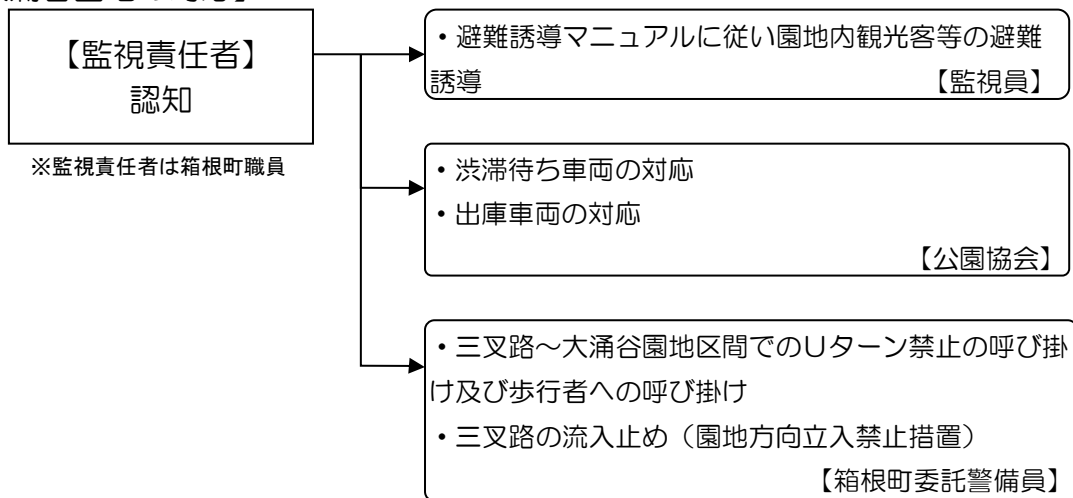 【監視責任者】
認知
※監視責任者は箱根町職員
・避難誘導マニュアルに従い園地内観光客等の避難
誘導 【監視員】
・渋滞待ち車両の対応
・出庫車両の対応
【公園協会】
・三叉路～大涌谷園地区間でのUターン禁止の呼び掛
け及び歩行者への呼び掛け
・三叉路の流入止め（園地方向立入禁止措置）
【箱根町委託警備員】